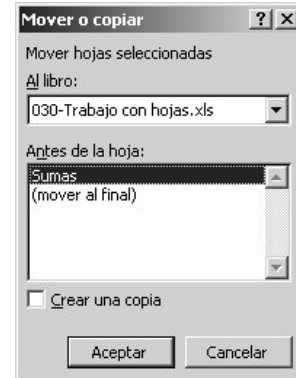 Mover o copiar
Mover hojas seleccionadas
Al libro:
030-Trabajo con hojas.xls
Antes de la hoja:
Sumas
(mover al final)
Crear una copia
Aceptar Cancelar